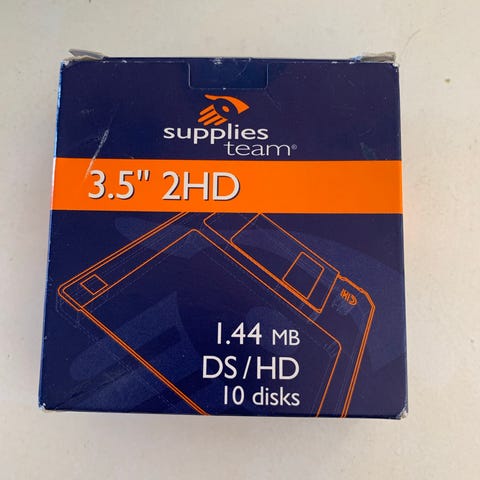 supplies
team®
3.5" 2HD
HD
1.44 MB
DS/HD
10 disks